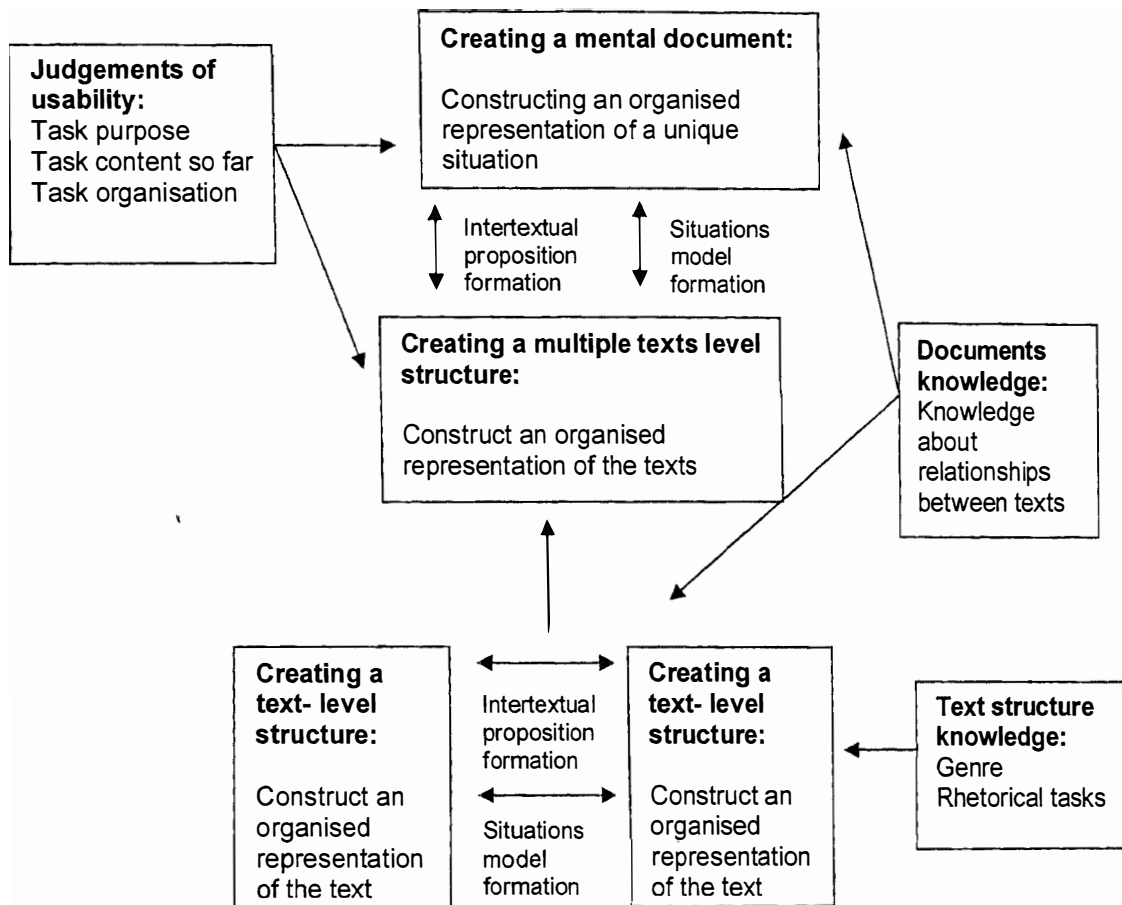 Judgements of
usability:
Task purpose
Task content so far
Task organisation
Creating a mental document:
Constructing an organised
representation of a unique
situation
Intertextual
proposition
formation
Situations
model
formation
Creating a multiple texts level
structure:
Construct an organised
representation of the texts
Documents
knowledge:
Knowledge
about
relationships
between texts
Creating a
text- level
structure:
Construct an
organised
representation
of the text
Intertextual
proposition
formation
Situations
model
formation
Creating a
text- level
structure:
Construct an
organised
representation
of the text
Text structure
knowledge:
Genre
Rhetorical tasks